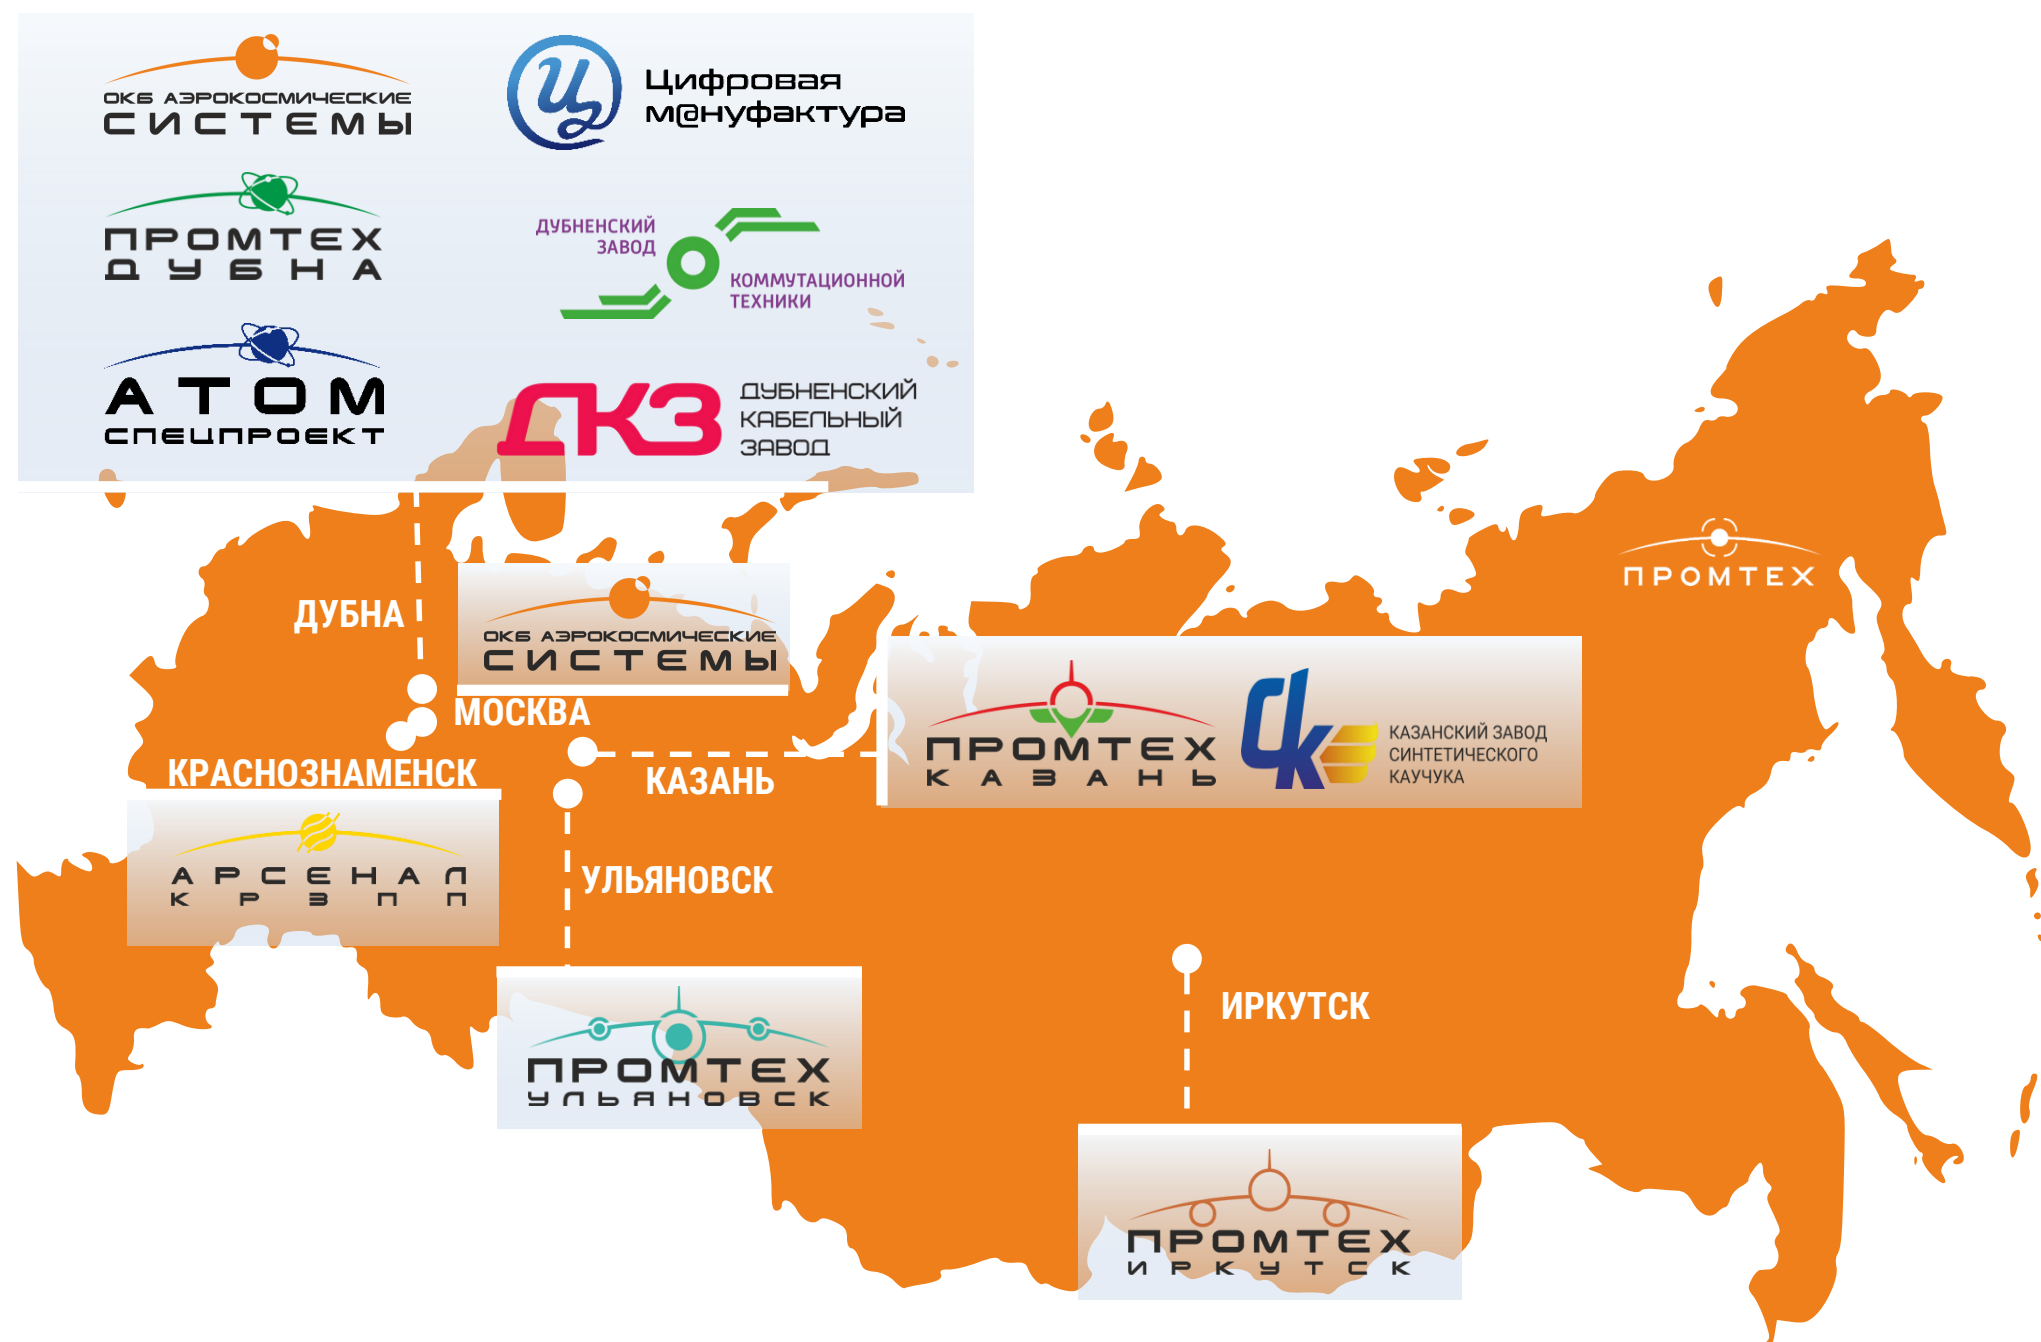 ОКБ АЭРОКОСМИЧЕСКИЕ
СИСТЕМЫ
Цифровая
м@нуфактура
ПРОМТЕХ
ДУБНА
ДУБНЕНСКИЙ
ЗАВОД
КОММУТАЦИОННОЙ
ТЕХНИКИ
АТОМ
СПЕЦПРОЕКТ
ДКЗ
ДУБНЕНСКИЙ
КАБЕЛЬНЫЙ
ЗАВОД
ПРОМТЕХ
ДУБНА
ОКБ АЭРОКОСМИЧЕСКИЕ
СИСТЕМЫ
МОСКВА
КРАСНОЗНАМЕНСК
АРСЕНАЛ
КРЗПП
КАЗАНЬ
ПРОМТЕХ
КАЗАНЬ
СК
КАЗАНСКИЙ ЗАВОД
СИНТЕТИЧЕСКОГО
КАУЧУКА
УЛЬЯНОВСК
ПРОМТЕХ
УЛЬЯНОВСК
ИРКУТСК
ПРОМТЕХ
ИРКУТСК